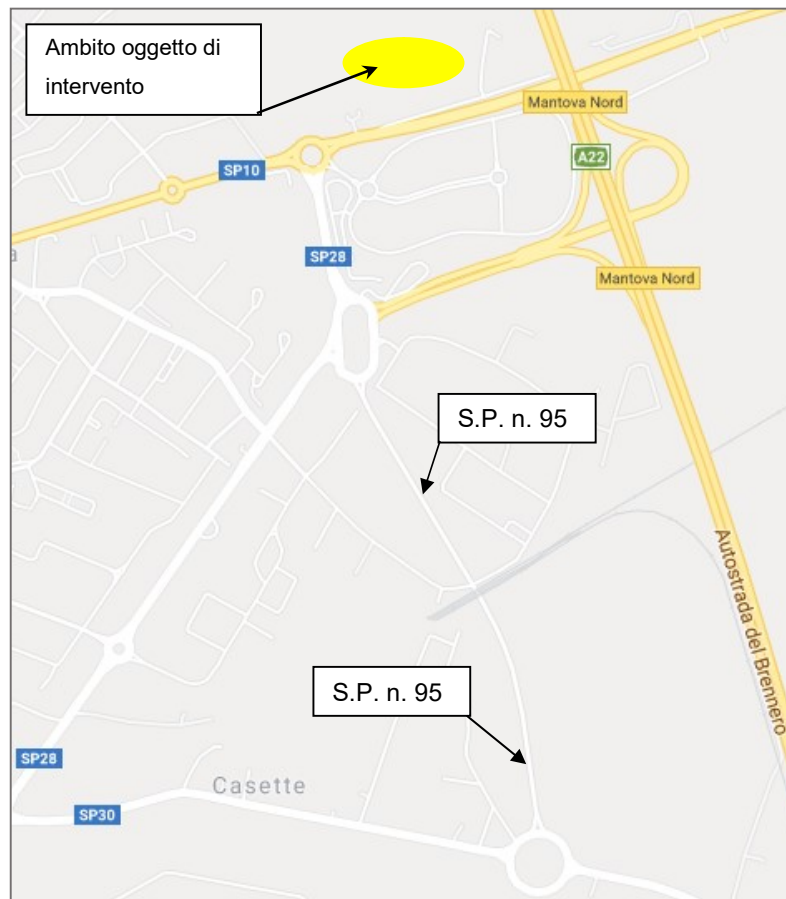 Ambito oggetto di
intervento
Mantova Nord
A22
SP10
SP28
Mantova Nord
S.P. n. 95
Autostrada del Brennero
S.P. n. 95
SP28
Casette
SP30
a